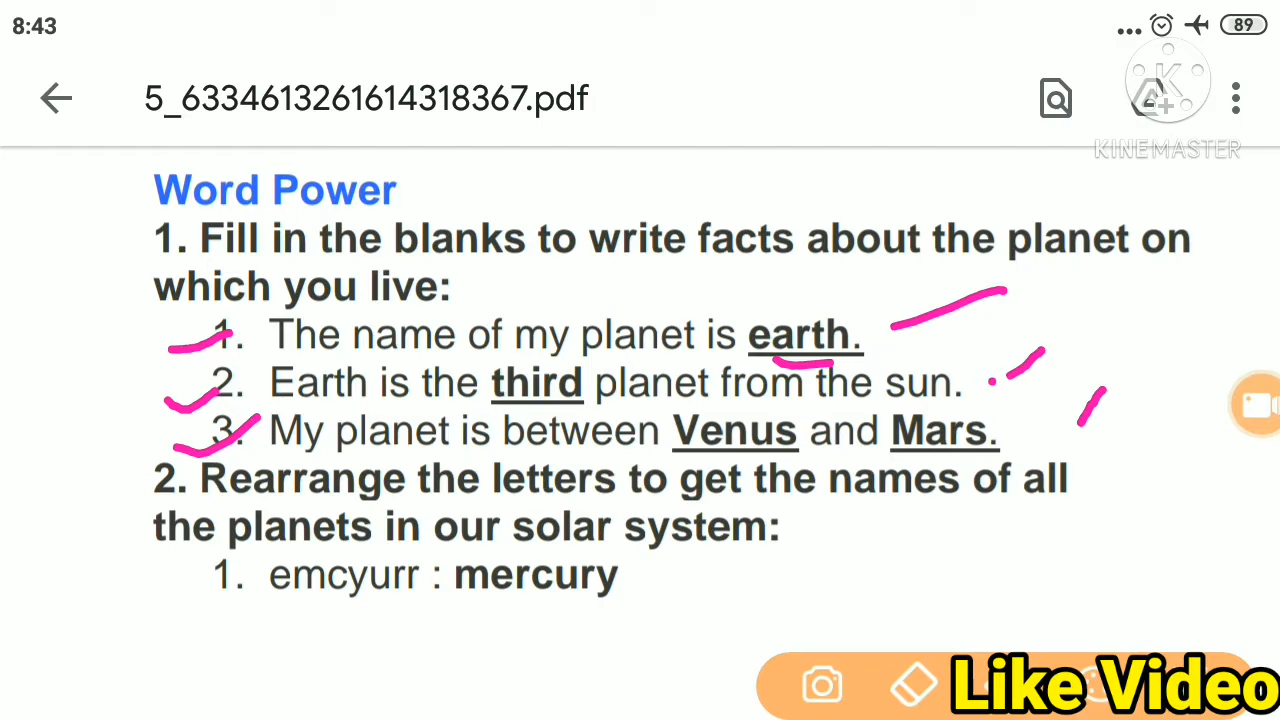 8:43
89
5_6334613261614318367.pdf
KINEMASTER
Word Power
1. Fill in the blanks to write facts about the planet on
which you live:
1. The name of my planet is earth.
2. Earth is the third planet from the sun.
3. My planet is between Venus and Mars.
2. Rearrange the letters to get the names of all
the planets in our solar system:
1. emcyurr : mercury
Like Video